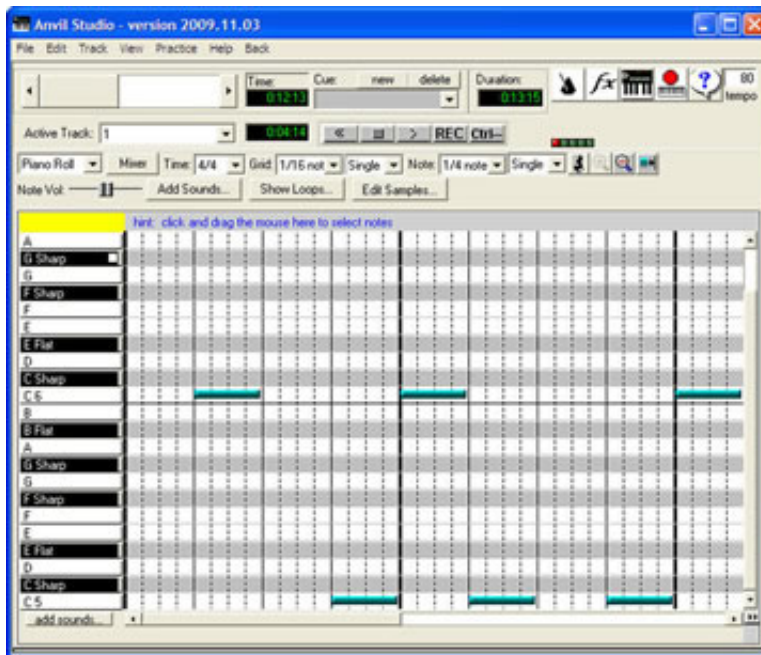 Anvil Studio - version 2009.11.03
File Edit Track View Practice Help Back
Time: Cue: new delete Duration:
0:12:13 0:13:15 fx ? 80
tempo
Active Track: 1 0:04:14 « > REC Ctrl--
Piano Roll Mixer Time: 4/4 Grid: 1/16 not Single Note: 1/4 note Single
Note Vol: Add Sounds... Show Loops... Edit Samples...
hint: click and drag the mouse here to select notes
A
G Sharp
G
F Sharp
F
E
E Flat
D
C Sharp
C 6
B
B Flat
A
G Sharp
G
F Sharp
F
E
E Flat
D
C Sharp
C 5
add sounds...